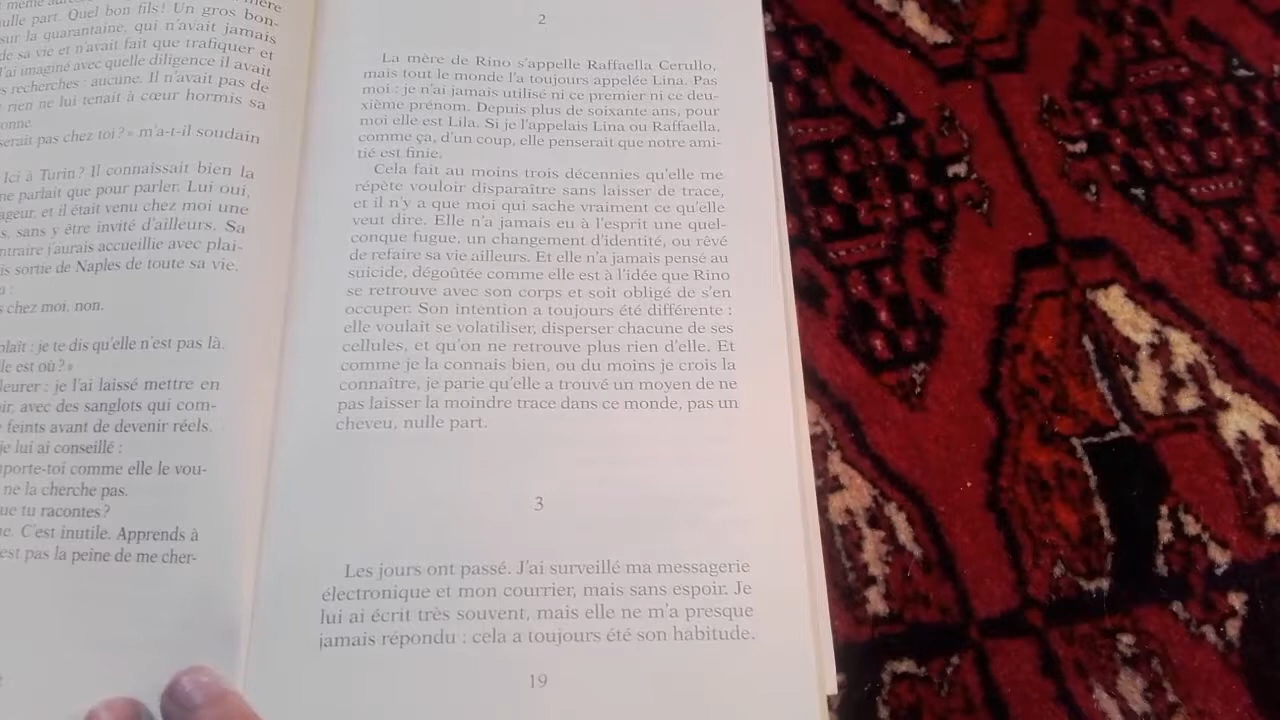 même
nulle part. Quel bon fils! Un gros bon-
sur la quarantaine, qui n'avait jamais
de sa vie et n'avait fait que trafiquer et
J'ai imaginé avec quelle diligence il avait
s recherches : aucune. Il n'avait pas de
rien ne lui tenait à cœur hormis sa
onne.
serait pas chez toi? » m'a-t-il soudain
Ici à Turin? Il connaissait bien la
ne parlait que pour parler. Lui oui,
ageur, et il était venu chez moi une
s, sans y être invité d'ailleurs. Sa
ntraire j'aurais accueillie avec plai-
is sortie de Naples de toute sa vie.
a :
s chez moi, non.
plaît : je te dis qu'elle n'est pas là.
lle est où? »
leurer : je l'ai laissé mettre en
ir, avec des sanglots qui com-
feints avant de devenir réels.
je lui ai conseillé :
mporte-toi comme elle le vou-
ne la cherche pas.
ue tu racontes?
ne. C'est inutile. Apprends à
est pas la peine de me cher-
2
La mère de Rino s'appelle Raffaella Cerullo,
mais tout le monde l'a toujours appelée Lina. Pas
moi : je n'ai jamais utilisé ni ce premier ni ce deu-
xième prénom. Depuis plus de soixante ans, pour
moi elle est Lila. Si je l'appelais Lina ou Raffaella,
comme ça, d'un coup, elle penserait que notre ami-
tié est finie.
Cela fait au moins trois décennies qu'elle me
répète vouloir disparaître sans laisser de trace,
et il n'y a que moi qui sache vraiment ce qu'elle
veut dire. Elle n'a jamais eu à l'esprit une quel-
conque fugue, un changement d'identité, ou rêvé
de refaire sa vie ailleurs. Et elle n'a jamais pensé au
suicide, dégoûtée comme elle est à l'idée que Rino
se retrouve avec son corps et soit obligé de s'en
occuper. Son intention a toujours été différente :
elle voulait se volatiliser, disperser chacune de ses
cellules, et qu'on ne retrouve plus rien d'elle. Et
comme je la connais bien, ou du moins je crois la
connaître, je parie qu'elle a trouvé un moyen de ne
pas laisser la moindre trace dans ce monde, pas un
cheveu, nulle part.
3
Les jours ont passé. J'ai surveillé ma messagerie
électronique et mon courrier, mais sans espoir. Je
lui ai écrit très souvent, mais elle ne m'a presque
jamais répondu : cela a toujours été son habitude.
19